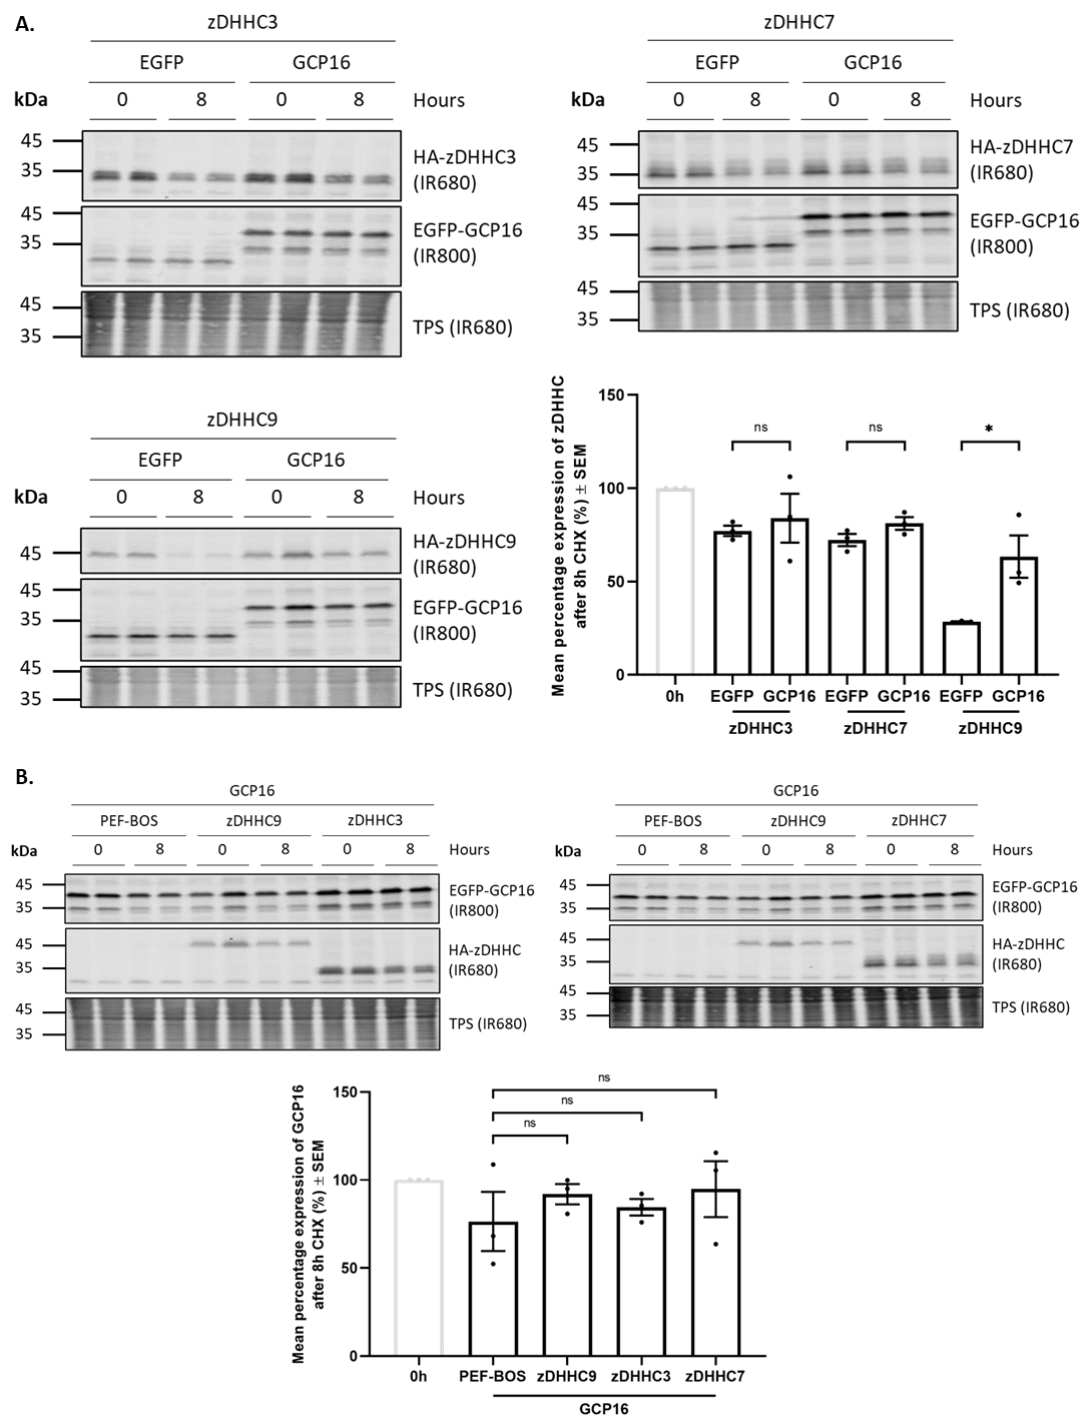 A.
zDHHC3
EGFP GCP16
kDa 0 8 0 8 Hours
45
35
HA-zDHHC3
(IR680)
45
35
EGFP-GCP16
(IR800)
45
35
TPS (IR680)
zDHHC7
EGFP GCP16
kDa 0 8 0 8 Hours
45
35
HA-zDHHC7
(IR680)
45
35
EGFP-GCP16
(IR800)
45
35
TPS (IR680)
zDHHC9
EGFP GCP16
kDa 0 8 0 8 Hours
45
HA-zDHHC9
(IR680)
45
35
EGFP-GCP16
(IR800)
45
35
TPS (IR680)
Mean percentage expression of zDHHC
after 8h CHX (%) ± SEM
150
100
50
0
ns ns *
0h EGFP GCP16 EGFP GCP16 EGFP GCP16
zDHHC3 zDHHC7 zDHHC9
B.
GCP16
PEF-BOS zDHHC9 zDHHC3
kDa 0 8 0 8 0 8 Hours
45
35
EGFP-GCP16
(IR800)
45
35
HA-zDHHC
(IR680)
45
35
TPS (IR680)
GCP16
PEF-BOS zDHHC9 zDHHC7
kDa 0 8 0 8 0 8 Hours
45
35
EGFP-GCP16
(IR800)
45
35
HA-zDHHC
(IR680)
45
35
TPS (IR680)
Mean percentage expression of GCP16
after 8h CHX (%) ± SEM
150
100
50
0
ns
ns
ns
0h PEF-BOS zDHHC9 zDHHC3 zDHHC7
GCP16